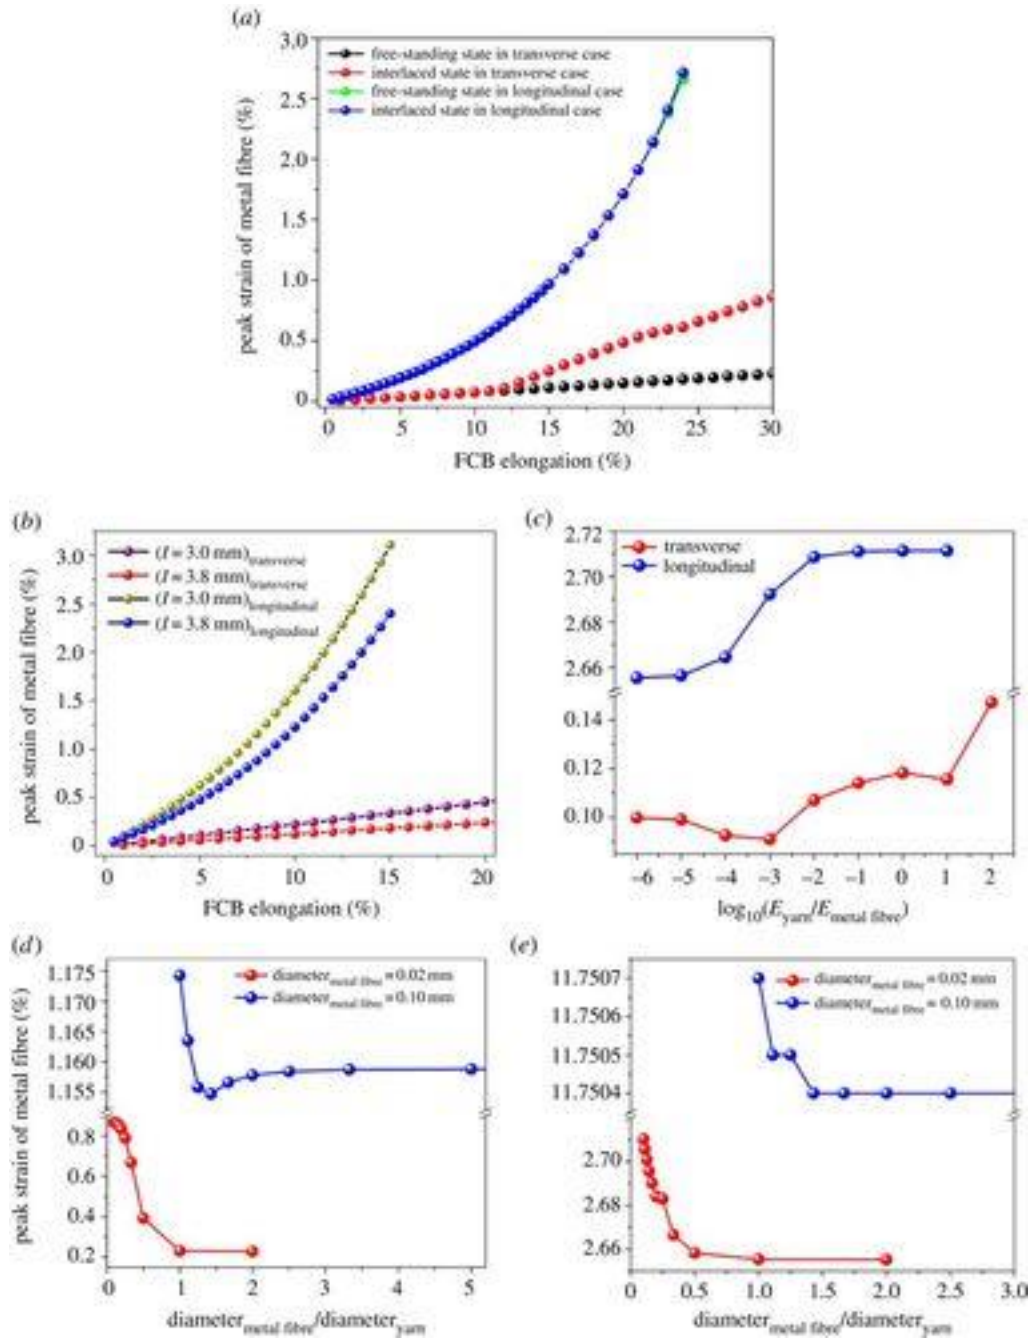 (a)
3.0
2.5
2.0
1.5
1.0
0.5
0
peak strain of metal fibre (%)
free-standing state in transverse case
interlaced state in transverse case
free-standing state in longitudinal case
interlaced state in longitudinal case
0 5 10 15 20 25 30
FCB elongation (%)
(b)
3.0
2.5
2.0
1.5
1.0
0.5
0
peak strain of metal fibre (%)
(I = 3.0 mm)transverse
(I = 3.8 mm)transverse
(I = 3.0 mm)longitudinal
(I = 3.8 mm)longitudinal
0 5 10 15 20
FCB elongation (%)
(c)
2.72
2.70
2.68
2.66
0.14
0.12
0.10
transverse
longitudinal
–6 –5 –4 –3 –2 –1 0 1 2
log10(Eyarn/Emetal fibre)
(d)
1.175
1.170
1.165
1.160
1.155
0.8
0.6
0.4
0.2
peak strain of metal fibre (%)
diametermetal fibre = 0.02 mm
diametermetal fibre = 0.10 mm
0 1 2 3 4 5
diametermetal fibre/diameteryarn
(e)
11.7507
11.7506
11.7505
11.7504
2.70
2.68
2.66
diametermetal fibre = 0.02 mm
diametermetal fibre = 0.10 mm
0 0.5 1.0 1.5 2.0 2.5 3.0
diametermetal fibre/diameteryarn